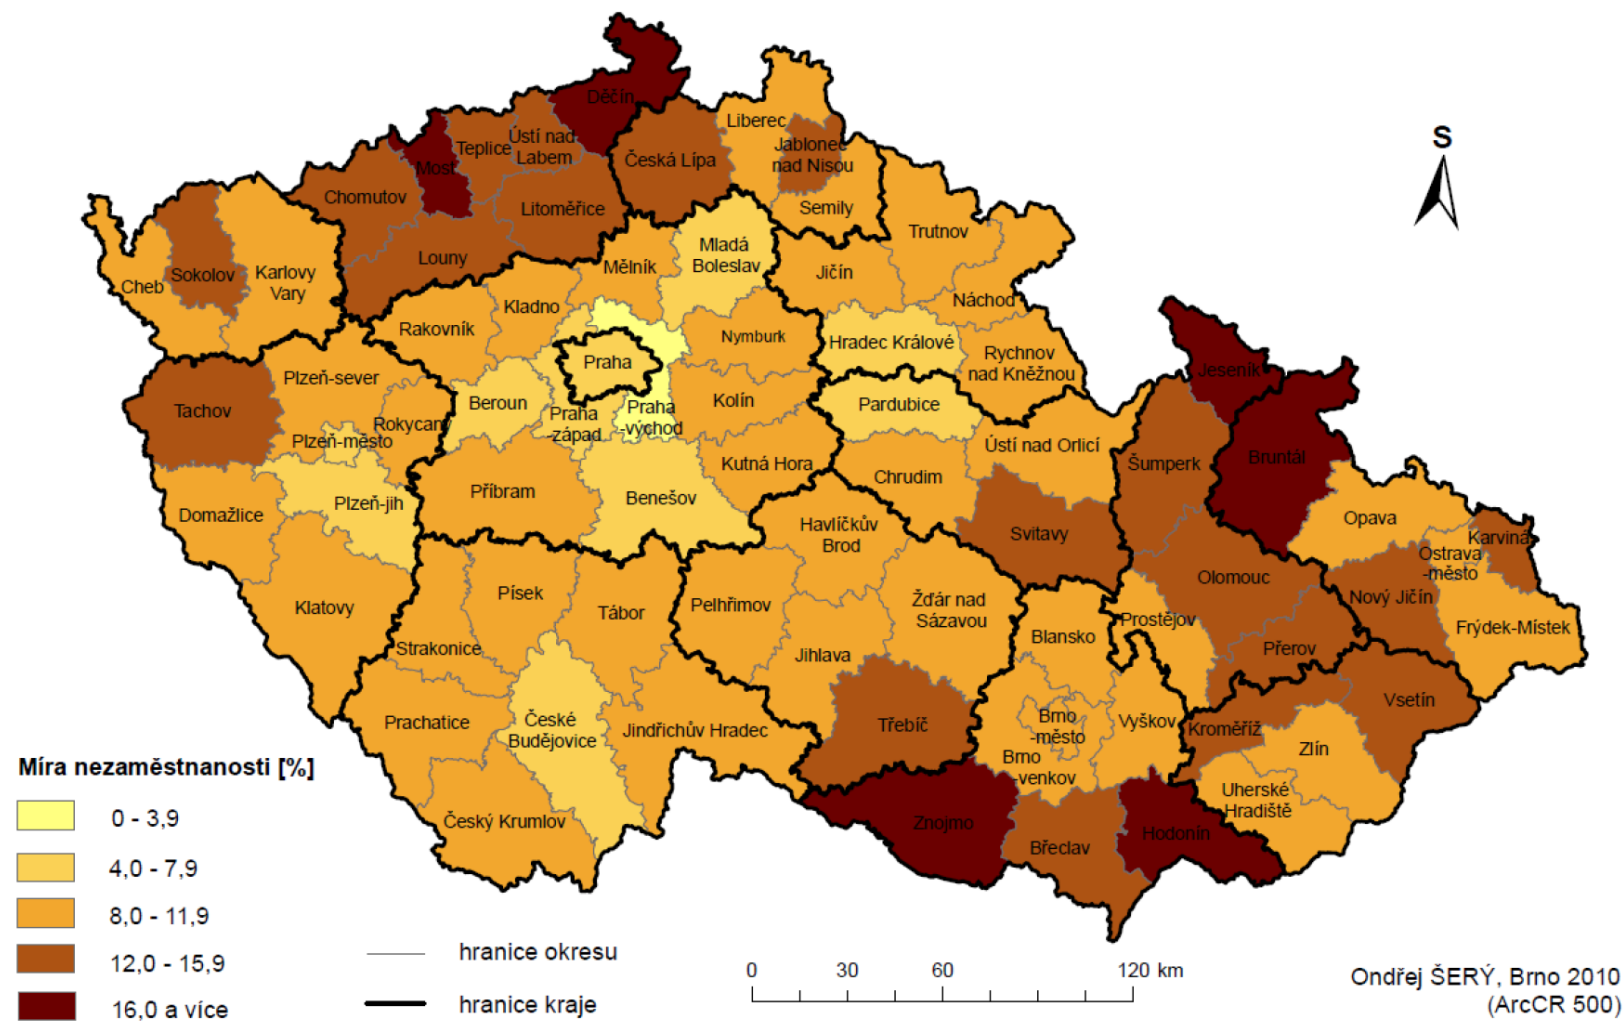 Děčín
Liberec
Ústí nad
Labem
Teplice
Jablonec
nad Nisou
Česká Lípa
Most
Chomutov
Litoměřice
Semily
Trutnov
Mladá
Boleslav
Louny
Mělník
Jičín
Sokolov
Karlovy
Vary
Cheb
Kladno
Náchod
Rakovník
Nymburk
Hradec Králové
Rychnov
nad Kněžnou
Praha
Jeseník
Plzeň-sever
Tachov
Beroun
Praha
-západ
Praha
-východ
Kolín
Pardubice
Rokycany
Plzeň-město
Ústí nad Orlicí
Šumperk
Bruntál
Kutná Hora
Chrudim
Příbram
Benešov
Plzeň-jih
Domažlice
Havlíčkův
Brod
Svitavy
Opava
Karviná
Ostrava
-město
Olomouc
Nový Jičín
Klatovy
Písek
Tábor
Pelhřimov
Žďár nad
Sázavou
Prostějov
Frýdek-Místek
Blansko
Strakonice
Jihlava
Přerov
Vsetín
Prachatice
České
Budějovice
Jindřichův Hradec
Třebíč
Brno
-město
Vyškov
Kroměříž
Zlín
Brno
-venkov
Uherské
Hradiště
Český Krumlov
Znojmo
Břeclav
Hodonín
S
Míra nezaměstnanosti [%]
0 - 3,9
4,0 - 7,9
8,0 - 11,9
12,0 - 15,9
16,0 a více
hranice okresu
hranice kraje
0 30 60 120 km
Ondřej ŠERÝ, Brno 2010
(ArcCR 500)